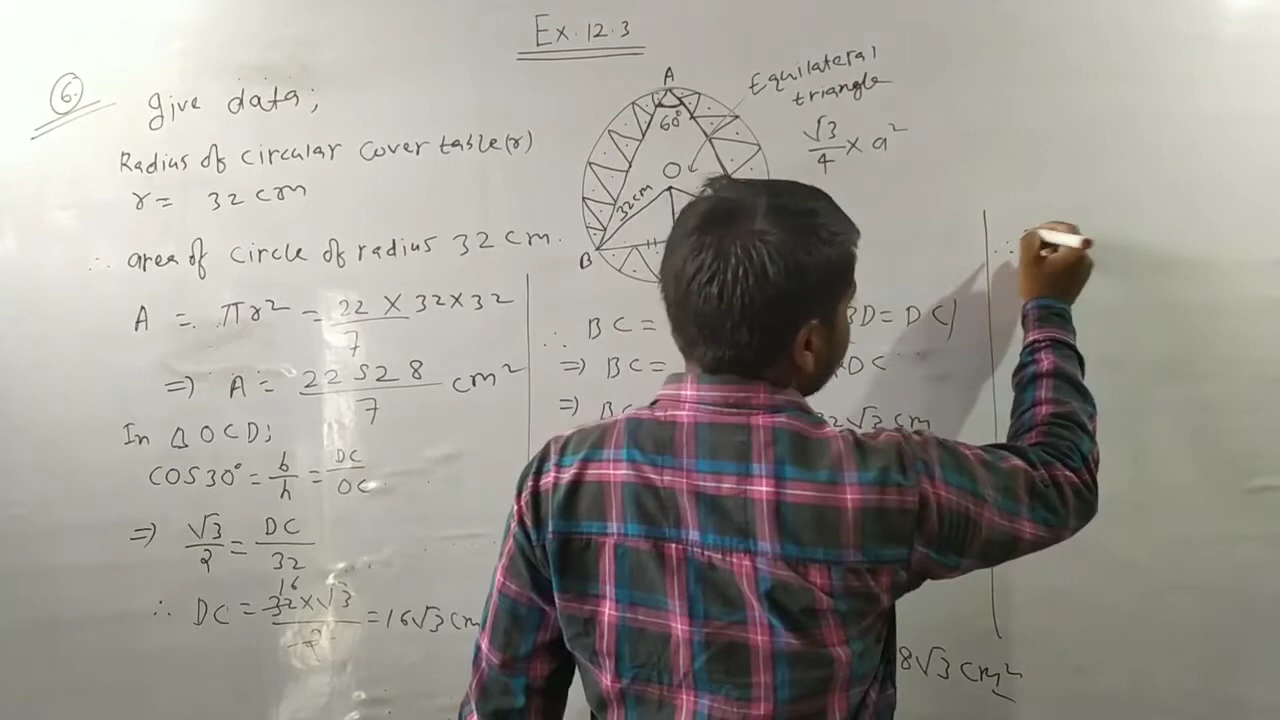 Ex. 12.3
6.
give data;
Radius of circular cover table(r)
r = 32 cm
∴ area of circle of radius 32 cm.
A = πr² = 22 × 32×32 / 7
=> A = 22528 / 7 cm²
In Δ OCD;
COS30° = b/h = DC/OC
=> √3/2 = DC/32
∴ DC = 32×√3 / 2 = 16√3 cm
16
A
60°
O
32cm
B
Equilateral
triangle
√3/4 × a²
∴ BC =
BD = DC)
=> BC =
DC
=>
32√3 cm
8√3 cm²
∴